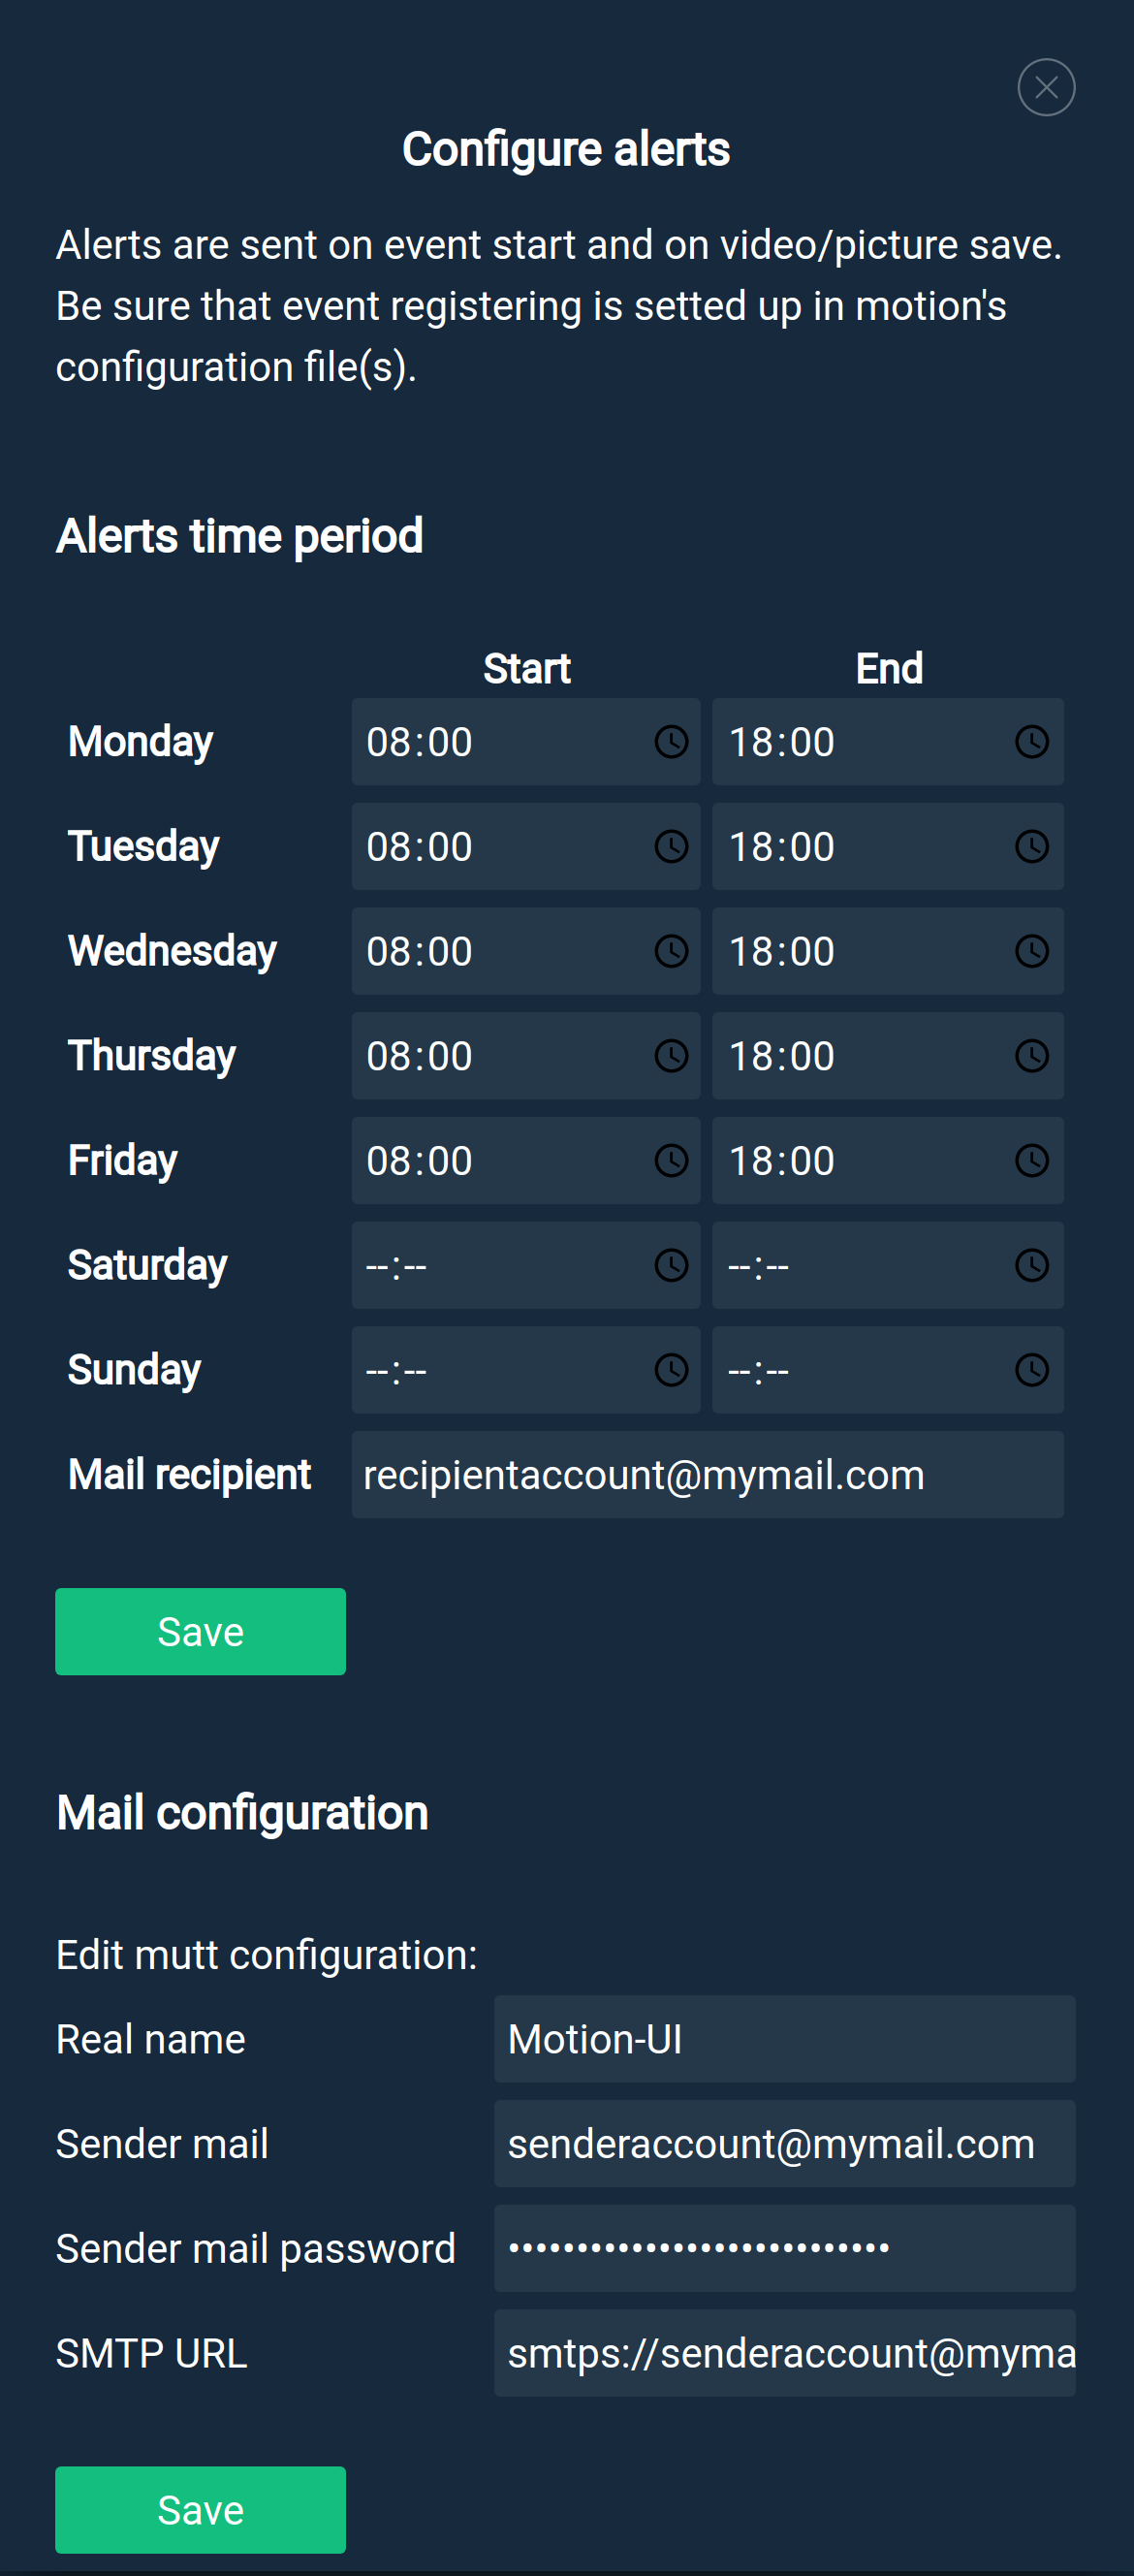 Configure alerts
Alerts are sent on event start and on video/picture save.
Be sure that event registering is setted up in motion's
configuration file(s).
Alerts time period
Start End
Monday 08:00 18:00
Tuesday 08:00 18:00
Wednesday 08:00 18:00
Thursday 08:00 18:00
Friday 08:00 18:00
Saturday --:-- --:--
Sunday --:-- --:--
Mail recipient recipientaccount@mymail.com
Save
Mail configuration
Edit mutt configuration:
Real name Motion-UI
Sender mail senderaccount@mymail.com
Sender mail password ••••••••••••••••••••••••••••
SMTP URL smtps://senderaccount@myma
Save